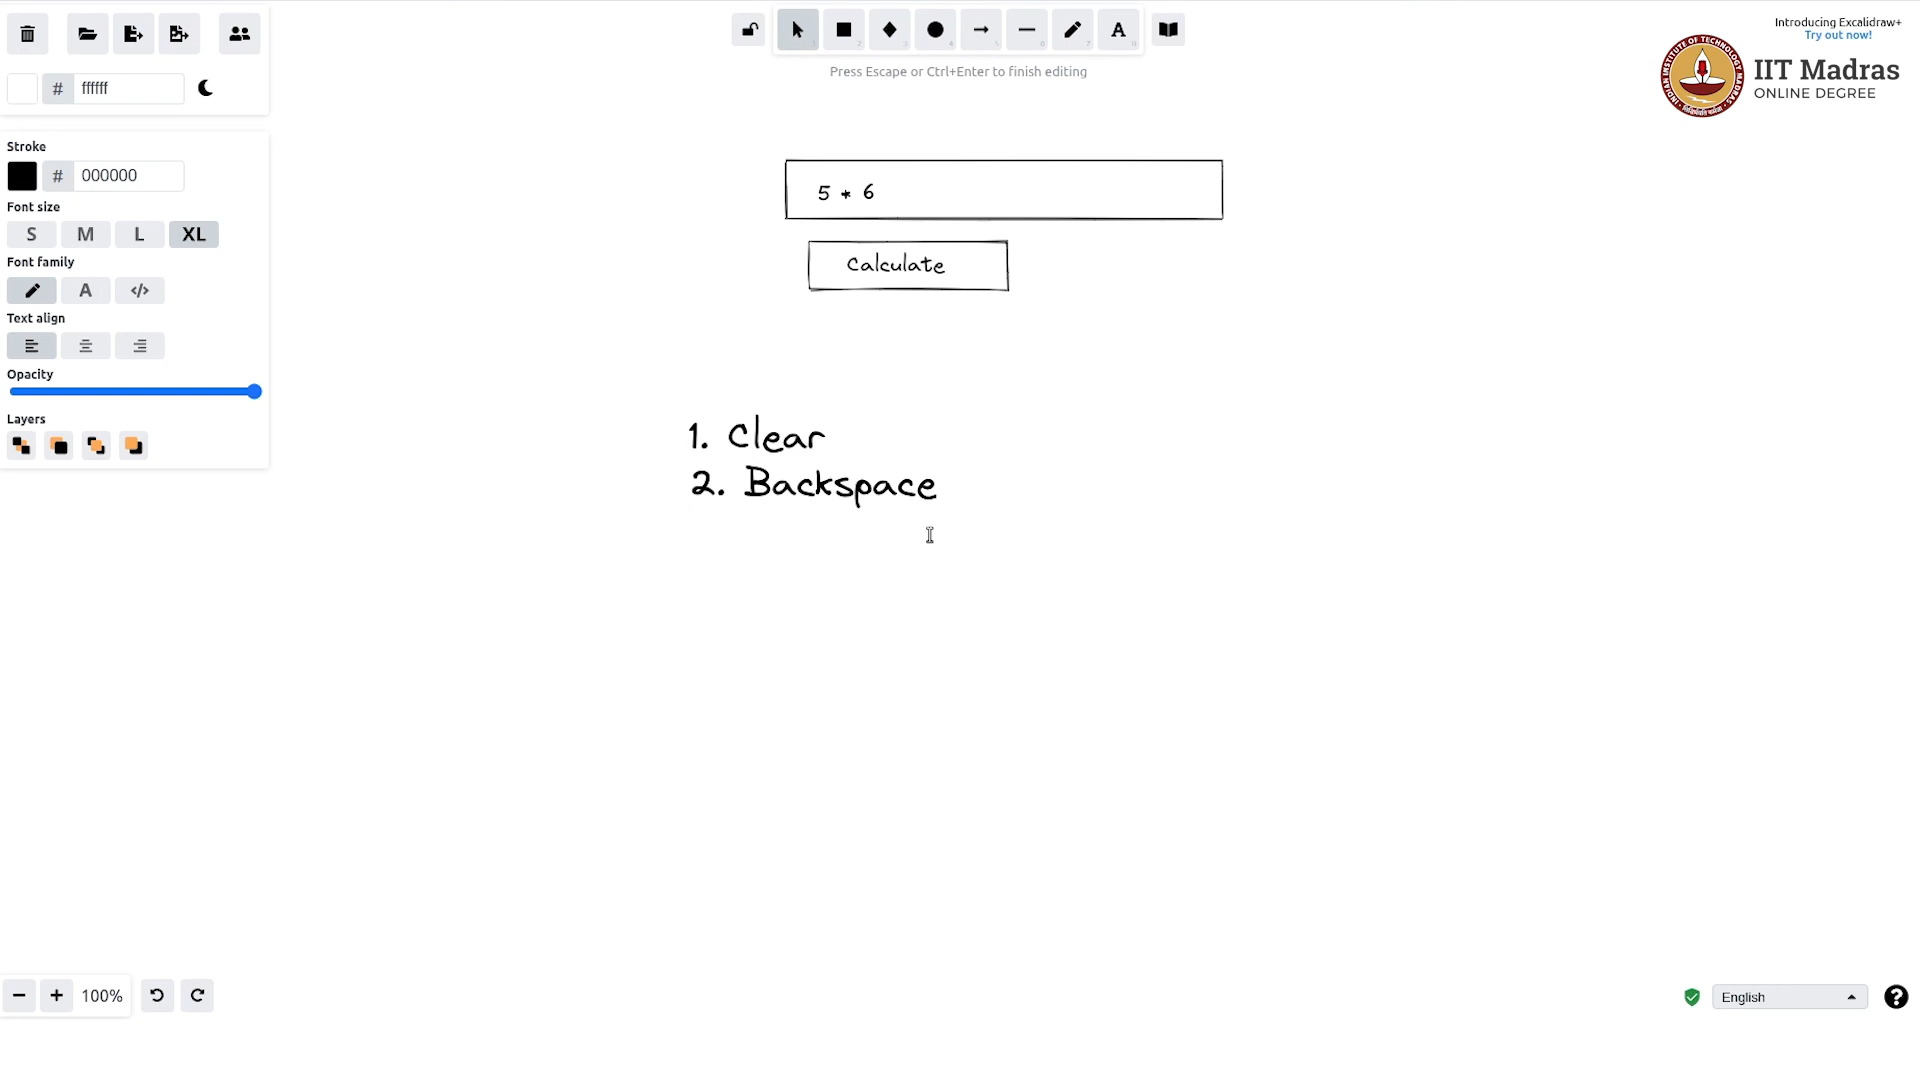 Introducing Excalidraw+
Try out now!
IIT Madras
ONLINE DEGREE
# ffffff
Press Escape or Ctrl+Enter to finish editing
Stroke
# 000000
Font size
S M L XL
Font family
A </>
Text align
Opacity
Layers
5 * 6
Calculate
1. Clear
2. Backspace
100%
English